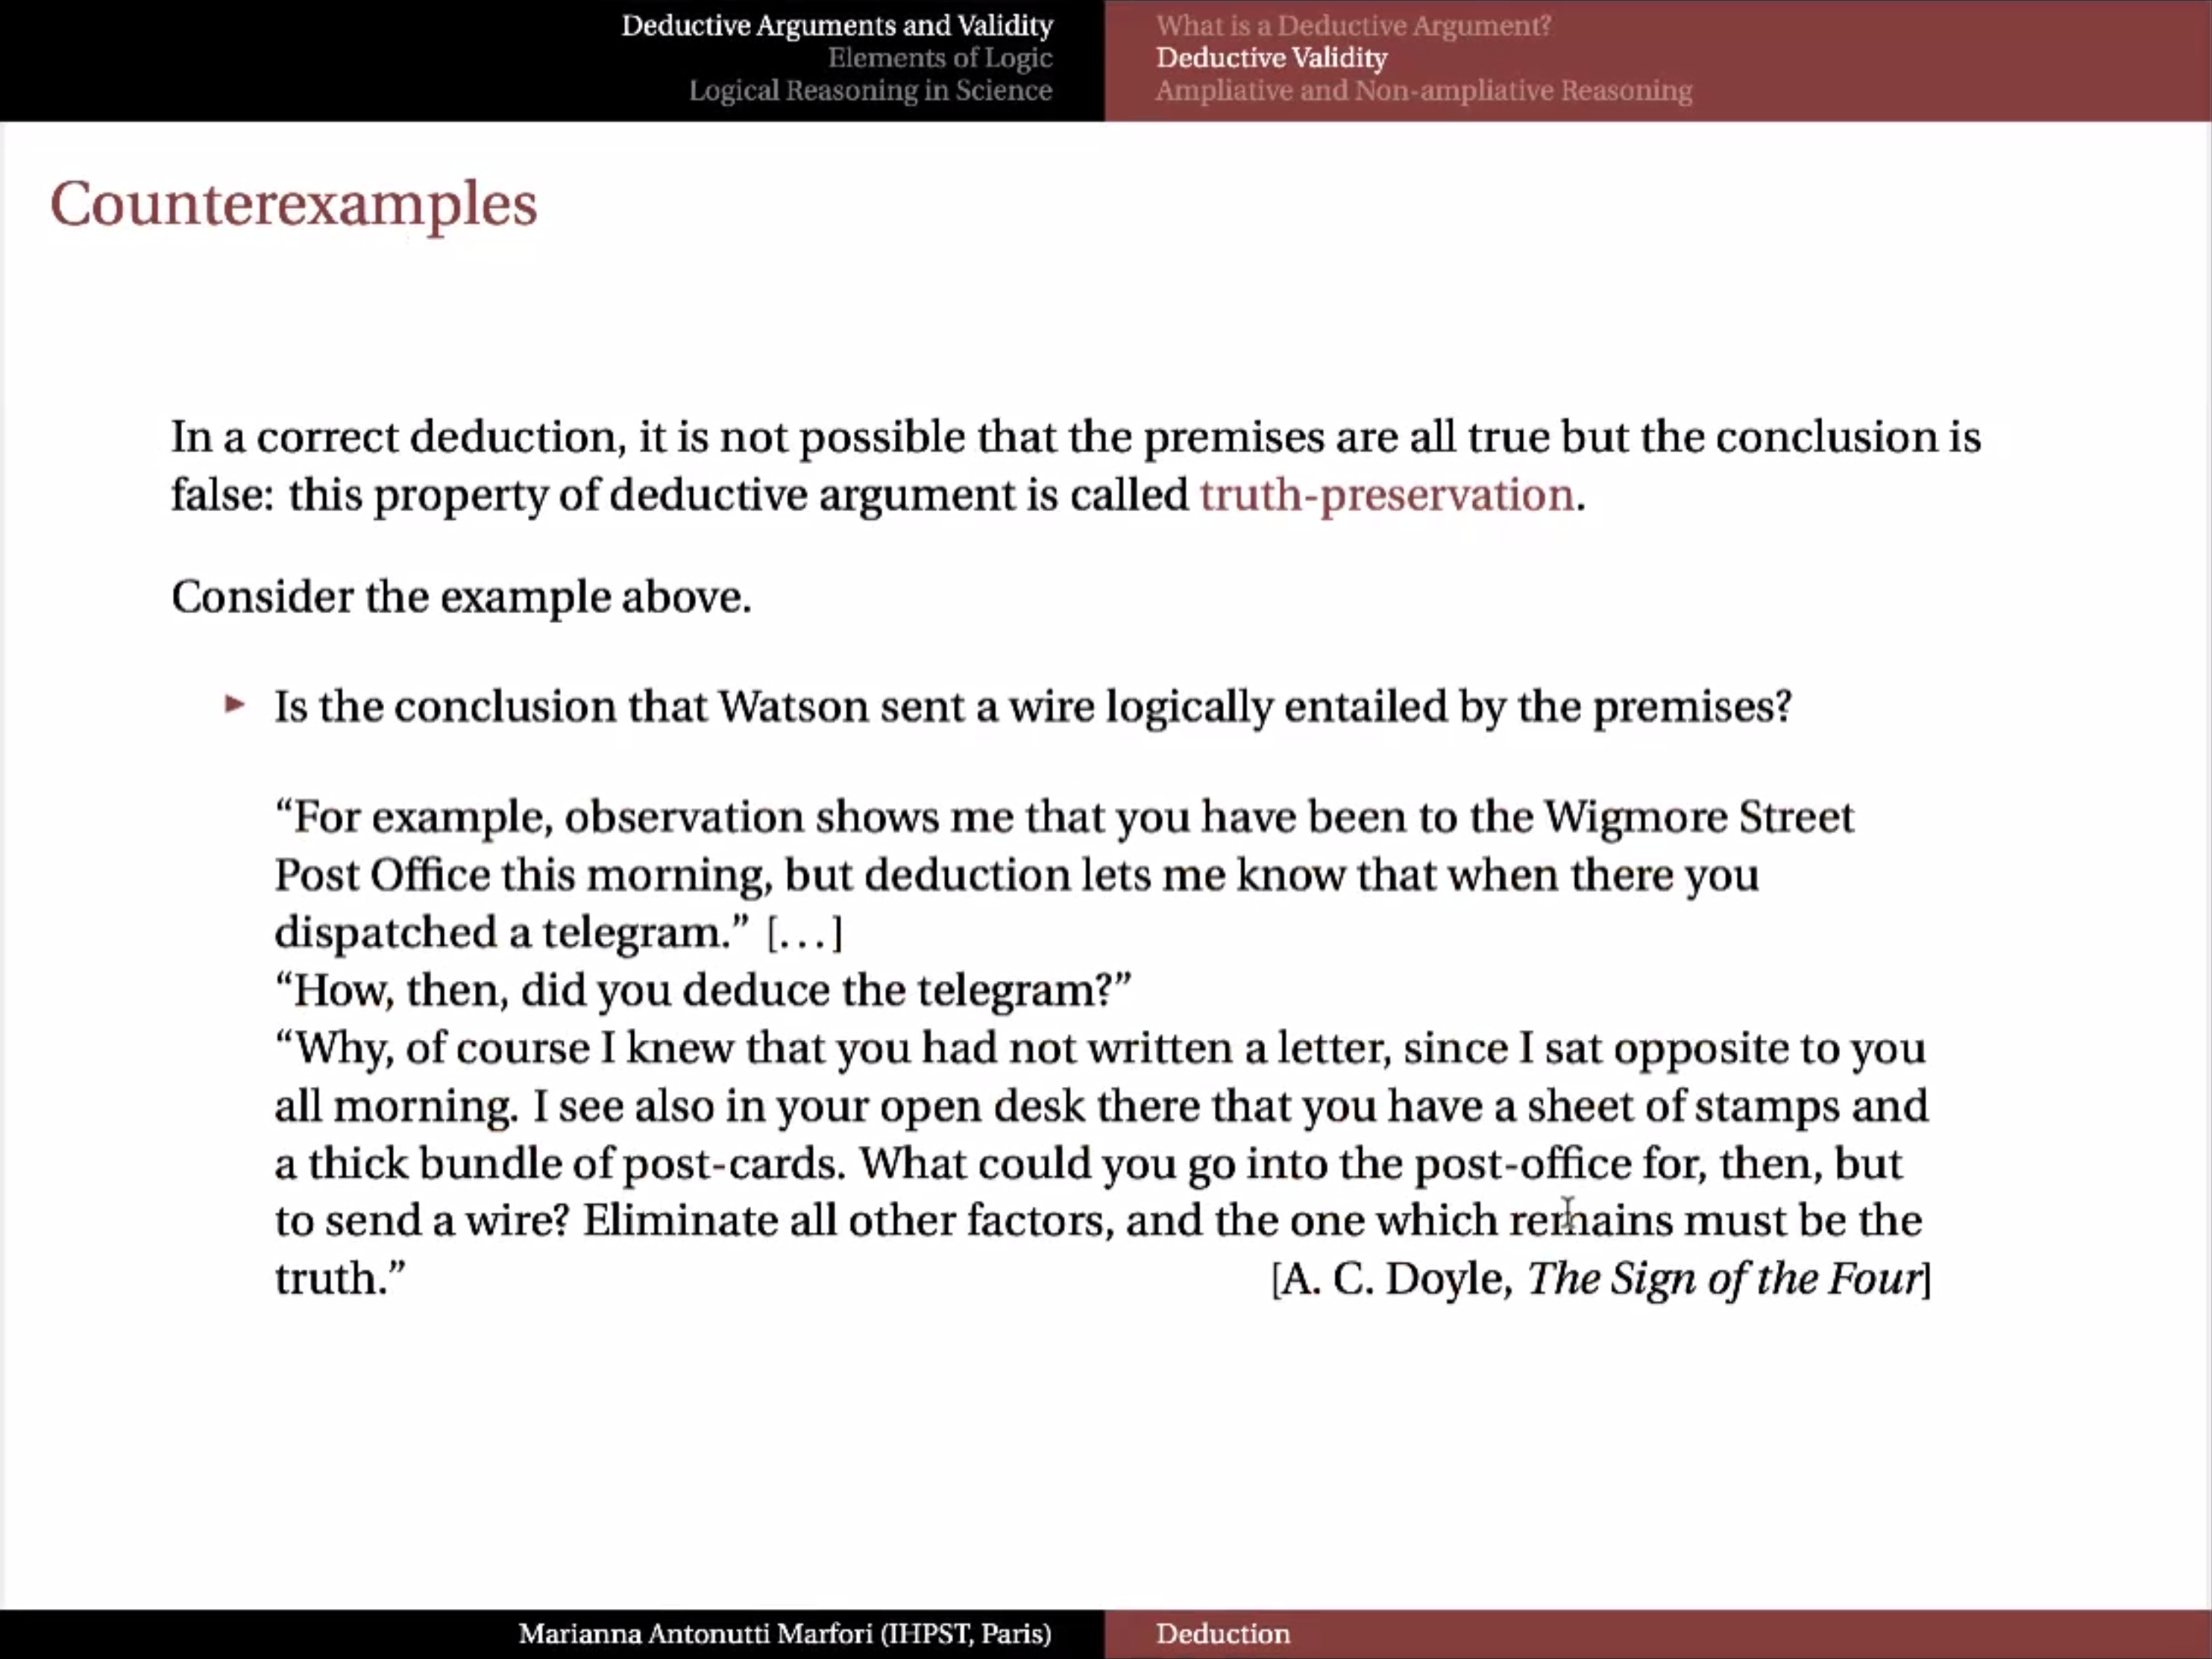 Deductive Arguments and Validity
Elements of Logic
Logical Reasoning in Science
What is a Deductive Argument?
Deductive Validity
Ampliative and Non-ampliative Reasoning
Counterexamples
In a correct deduction, it is not possible that the premises are all true but the conclusion is
false: this property of deductive argument is called truth-preservation.
Consider the example above.
► Is the conclusion that Watson sent a wire logically entailed by the premises?
“For example, observation shows me that you have been to the Wigmore Street
Post Office this morning, but deduction lets me know that when there you
dispatched a telegram.” [...]
“How, then, did you deduce the telegram?”
“Why, of course I knew that you had not written a letter, since I sat opposite to you
all morning. I see also in your open desk there that you have a sheet of stamps and
a thick bundle of post-cards. What could you go into the post-office for, then, but
to send a wire? Eliminate all other factors, and the one which remains must be the
truth.” [A. C. Doyle, The Sign of the Four]
Marianna Antonutti Marfori (IHPST, Paris)
Deduction